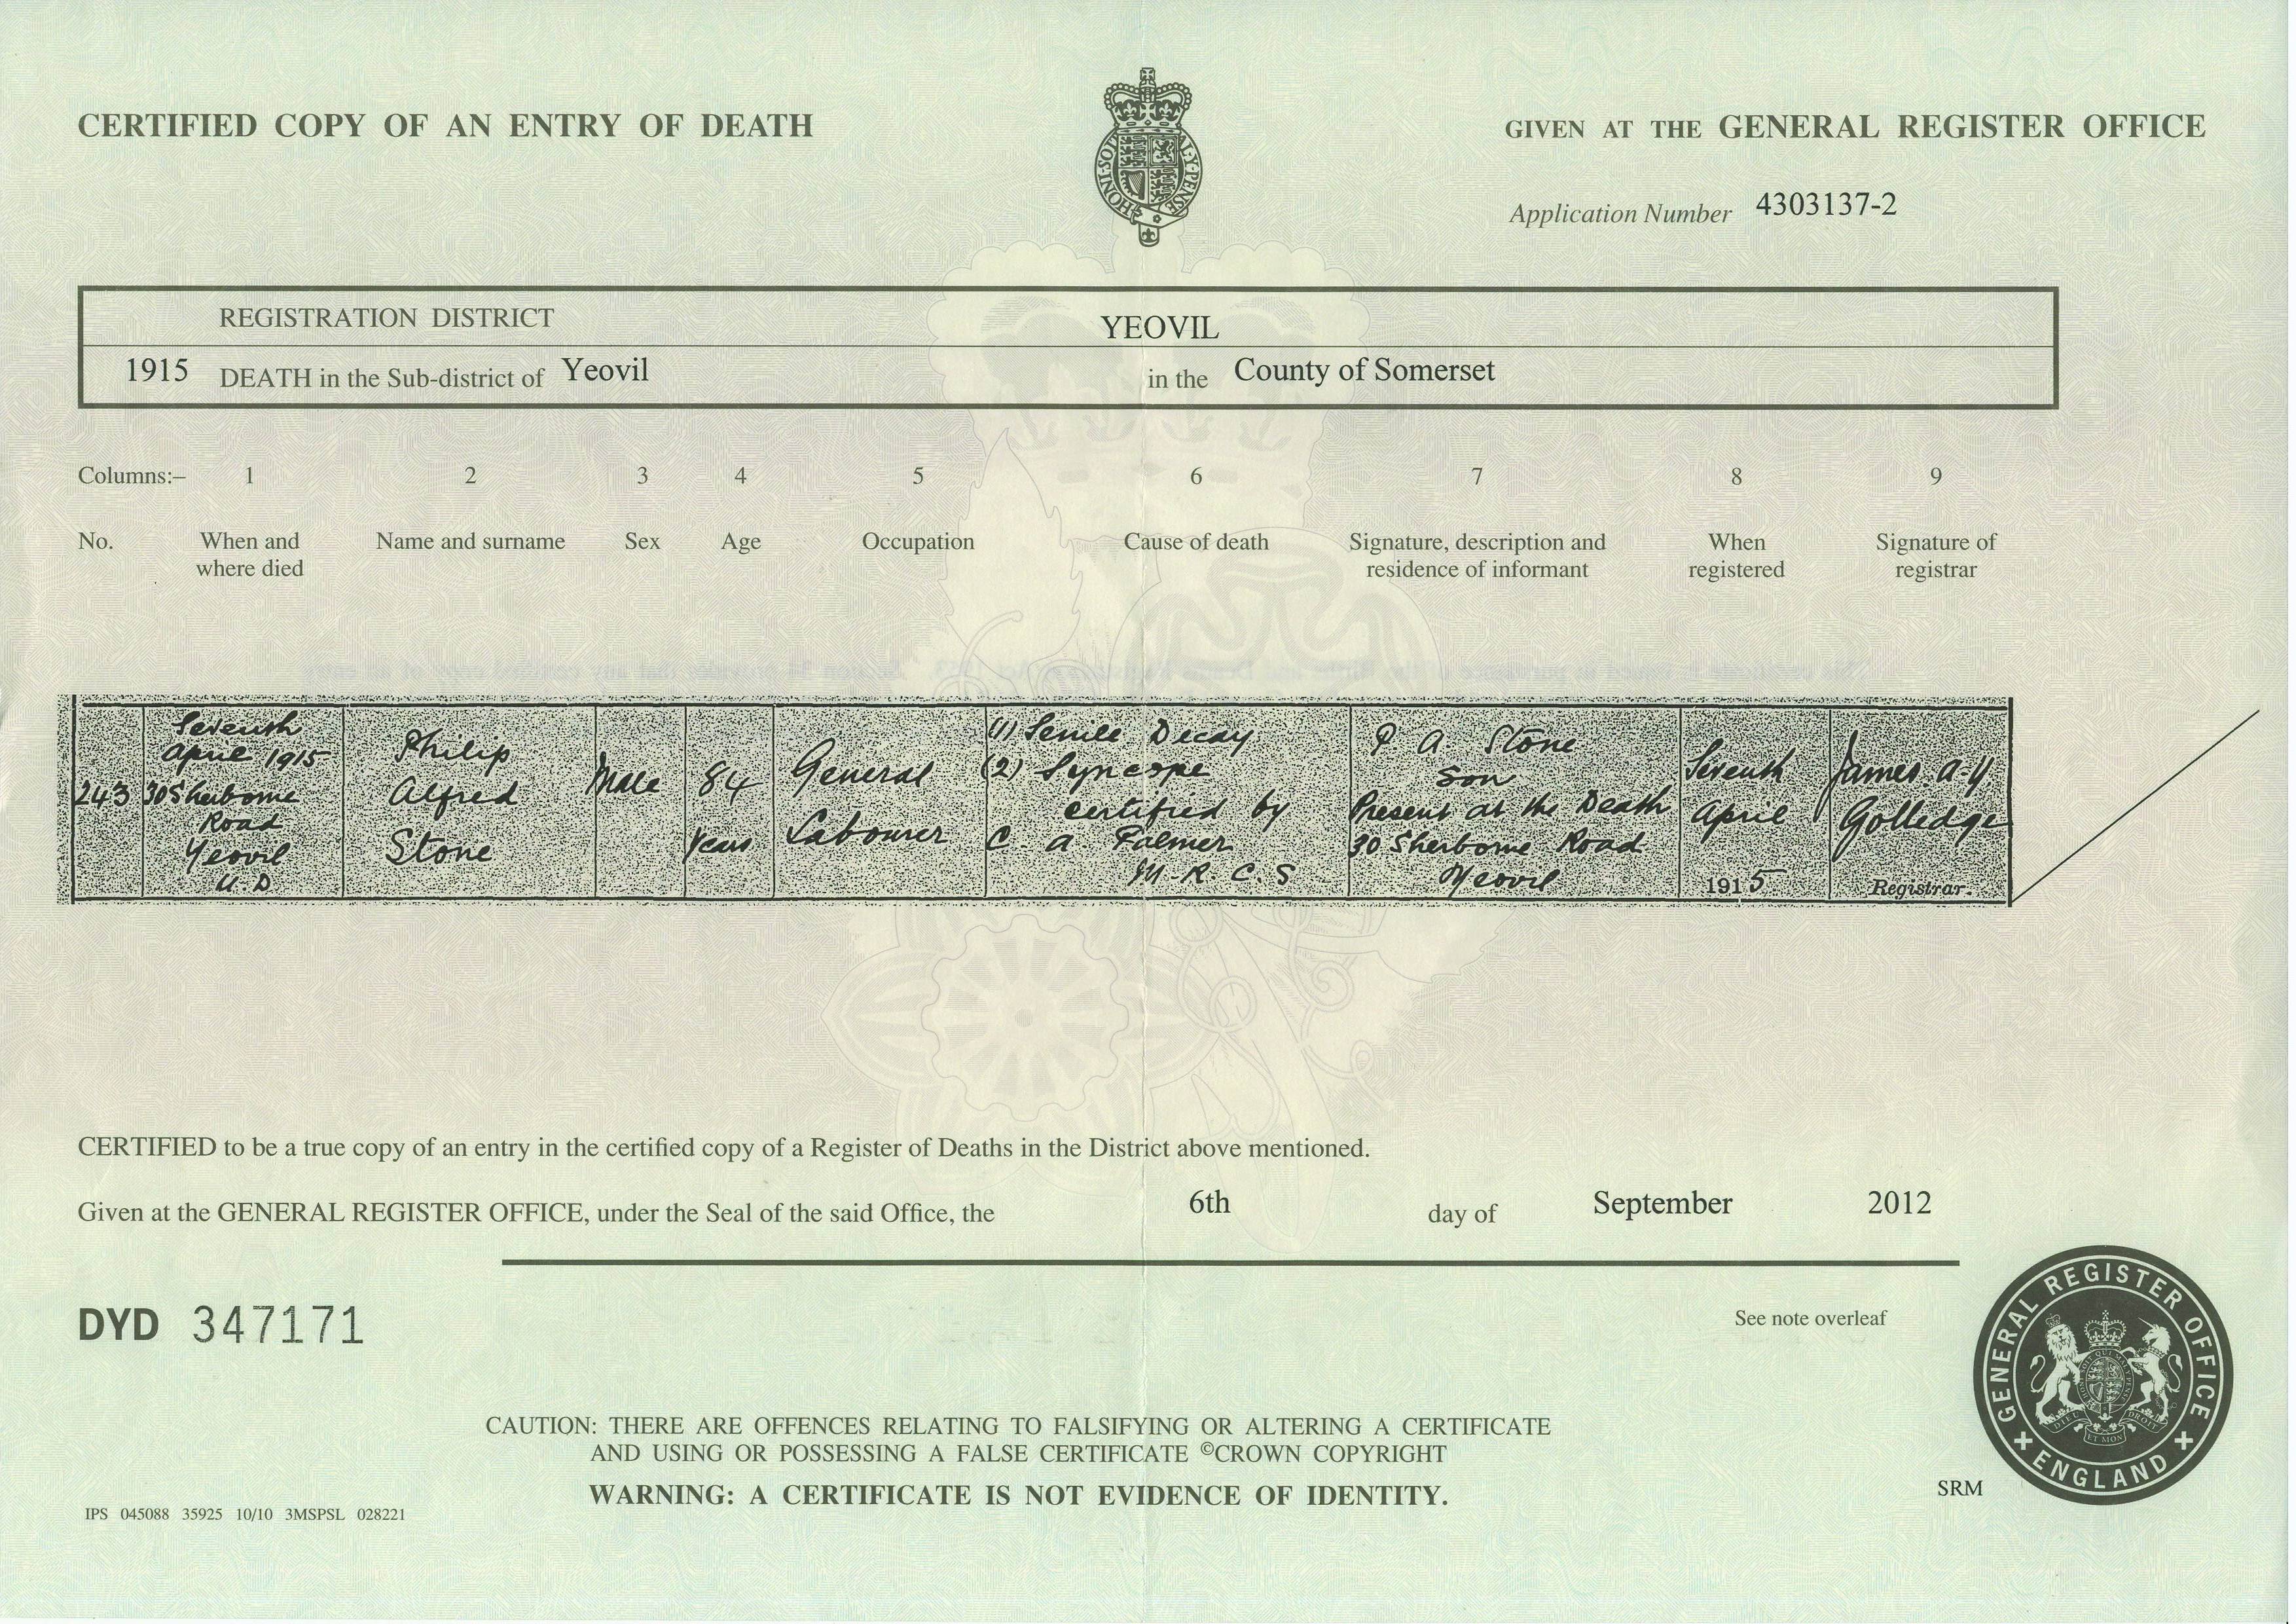 CERTIFIED COPY OF AN ENTRY OF DEATH
GIVEN AT THE GENERAL REGISTER OFFICE
HONI·SOI AL·Y·PENSE
Application Number 4303137-2
REGISTRATION DISTRICT YEOVIL
1915 DEATH in the Sub-district of Yeovil in the County of Somerset
Columns:– 1 2 3 4 5 6 7 8 9
No.
When and
where died
Name and surname
Sex
Age
Occupation
Cause of death
Signature, description and
residence of informant
When
registered
Signature of
registrar
243
Seventh
April 1915
30 Sherborne
Road
Yeovil
U.D
Philip
Alfred
Stone
Male
84
years
General
Labourer
(1) Senile Decay
(2) Syncope
Certified by
C. A. Palmer
M.R.C.S
P A. Stone
Son
Present at the Death
30 Sherborne Road
Yeovil
Seventh
April
1915
James A-Y
Golledge
Registrar.
CERTIFIED to be a true copy of an entry in the certified copy of a Register of Deaths in the District above mentioned.
Given at the GENERAL REGISTER OFFICE, under the Seal of the said Office, the 6th day of September 2012
DYD 347171
See note overleaf
GENERAL REGISTER OFFICE
ENGLAND
CAUTION: THERE ARE OFFENCES RELATING TO FALSIFYING OR ALTERING A CERTIFICATE
AND USING OR POSSESSING A FALSE CERTIFICATE ©CROWN COPYRIGHT
WARNING: A CERTIFICATE IS NOT EVIDENCE OF IDENTITY.
SRM
IPS 045088 35925 10/10 3MSPSL 028221